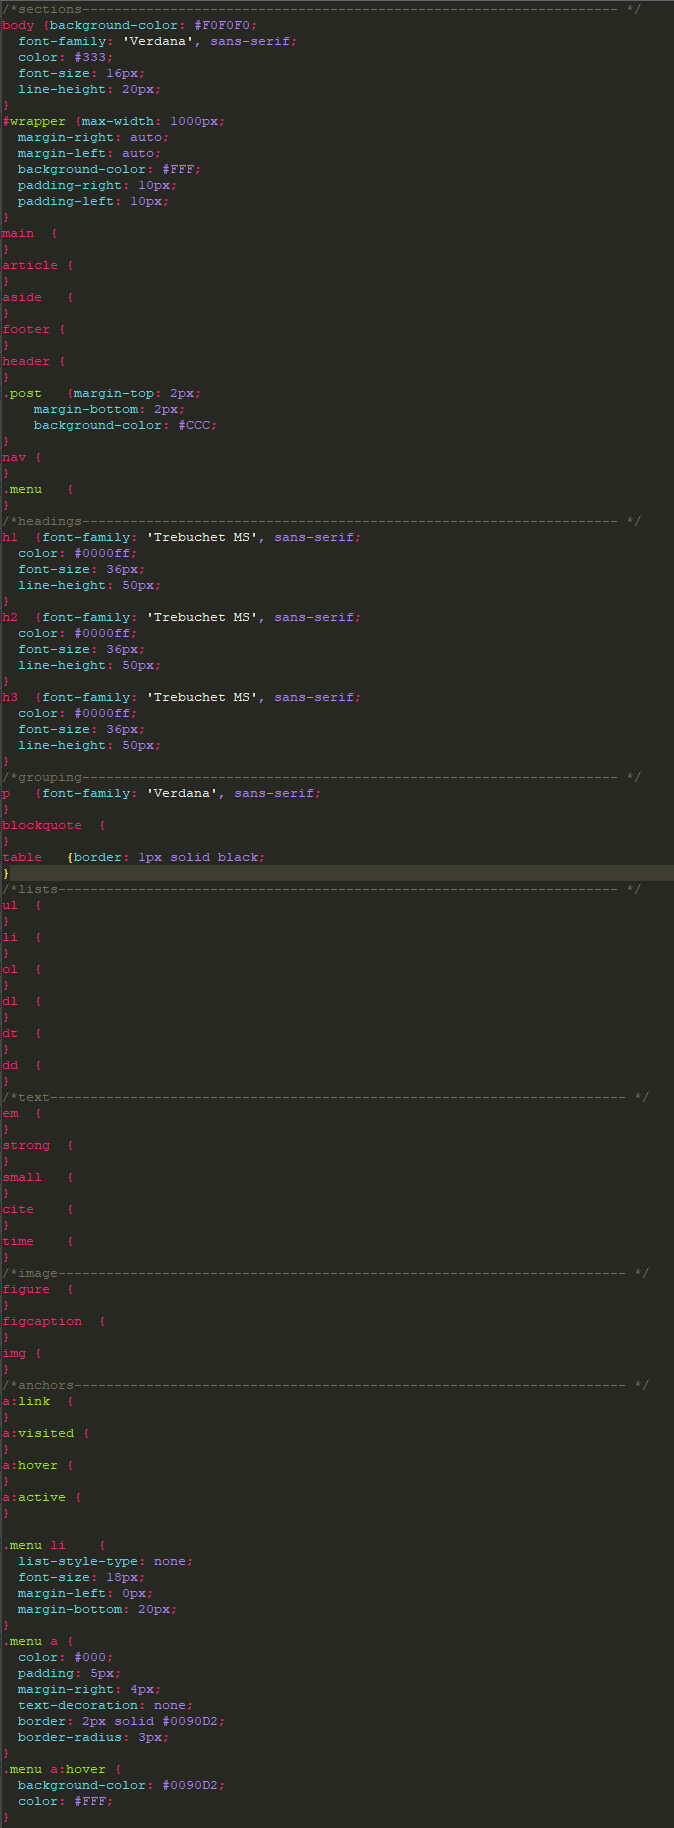 /*sections------------------------------------------------------------------- */
body {background-color: #F0F0F0;
  font-family: 'Verdana', sans-serif;
  color: #333;
  font-size: 16px;
  line-height: 20px;
}
#wrapper {max-width: 1000px;
  margin-right: auto;
  margin-left: auto;
  background-color: #FFF;
  padding-right: 10px;
  padding-left: 10px;
}
main  {
}
article {
}
aside   {
}
footer {
}
header {
}
.post   {margin-top: 2px;
    margin-bottom: 2px;
    background-color: #CCC;
}
nav {
}
.menu   {
}
/*headings------------------------------------------------------------------- */
h1  {font-family: 'Trebuchet MS', sans-serif;
  color: #0000ff;
  font-size: 36px;
  line-height: 50px;
}
h2  {font-family: 'Trebuchet MS', sans-serif;
  color: #0000ff;
  font-size: 36px;
  line-height: 50px;
}
h3  {font-family: 'Trebuchet MS', sans-serif;
  color: #0000ff;
  font-size: 36px;
  line-height: 50px;
}
/*grouping------------------------------------------------------------------- */
p   {font-family: 'Verdana', sans-serif;
}
blockquote  {
}
table   {border: 1px solid black;
}
/*lists---------------------------------------------------------------------- */
ul  {
}
li  {
}
ol  {
}
dl  {
}
dt  {
}
dd  {
}
/*text------------------------------------------------------------------------ */
em  {
}
strong  {
}
small   {
}
cite    {
}
time    {
}
/*image----------------------------------------------------------------------- */
figure  {
}
figcaption  {
}
img {
}
/*anchors--------------------------------------------------------------------- */
a:link  {
}
a:visited {
}
a:hover {
}
a:active {
}

.menu li    {
  list-style-type: none;
  font-size: 18px;
  margin-left: 0px;
  margin-bottom: 20px;
}
.menu a {
  color: #000;
  padding: 5px;
  margin-right: 4px;
  text-decoration: none;
  border: 2px solid #0090D2;
  border-radius: 3px;
}
.menu a:hover {
  background-color: #0090D2;
  color: #FFF;
}